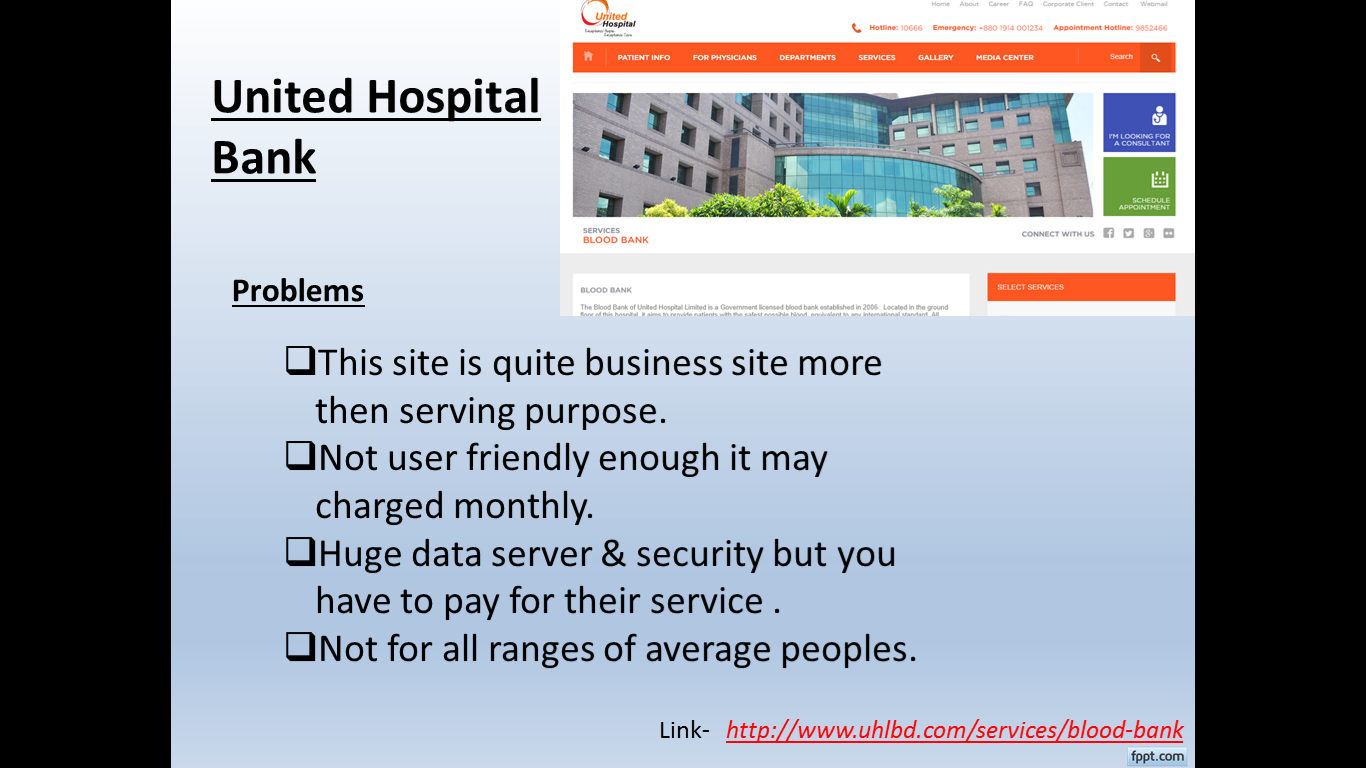 United Hospital
Bank
United
Hospital
Home About Career FAQ Corporate Client Contact Webmail
Hotline: 10666 Emergency: +880 1914 001234 Appointment Hotline: 9852466
PATIENT INFO FOR PHYSICIANS DEPARTMENTS SERVICES GALLERY MEDIA CENTER Search
I'M LOOKING FOR
A CONSULTANT
SCHEDULE
APPOINTMENT
SERVICES
BLOOD BANK
CONNECT WITH US
BLOOD BANK
The Blood Bank of United Hospital Limited is a Government licensed blood bank established in 2006. Located in the ground
floor of this hospital, it aims to provide patients with the safest possible blood, equivalent to any international standard. All
SELECT SERVICES
Problems
This site is quite business site more
then serving purpose.
Not user friendly enough it may
charged monthly.
Huge data server & security but you
have to pay for their service .
Not for all ranges of average peoples.
Link- http://www.uhlbd.com/services/blood-bank
fppt.com